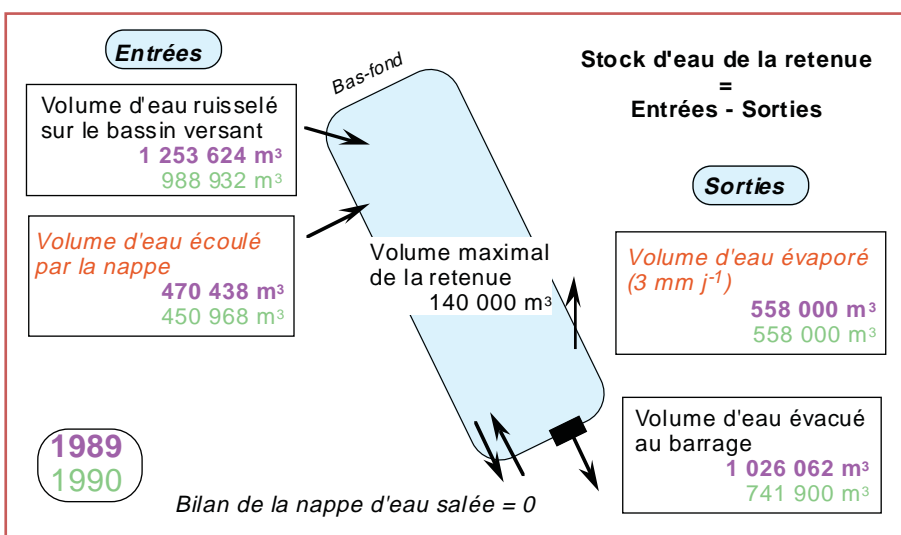 Entrées
Volume d'eau ruisselé
sur le bassin versant
1 253 624 m³
988 932 m³
Volume d'eau écoulé
par la nappe
470 438 m³
450 968 m³
1989
1990
Bas-fond
Volume maximal
de la retenue
140 000 m³
Bilan de la nappe d'eau salée = 0
Stock d'eau de la retenue
=
Entrées - Sorties
Sorties
Volume d'eau évaporé
(3 mm j⁻¹)
558 000 m³
558 000 m³
Volume d'eau évacué
au barrage
1 026 062 m³
741 900 m³